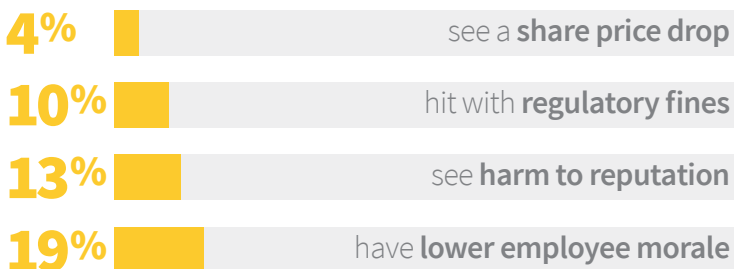 4% see a share price drop
10% hit with regulatory fines
13% see harm to reputation
19% have lower employee morale